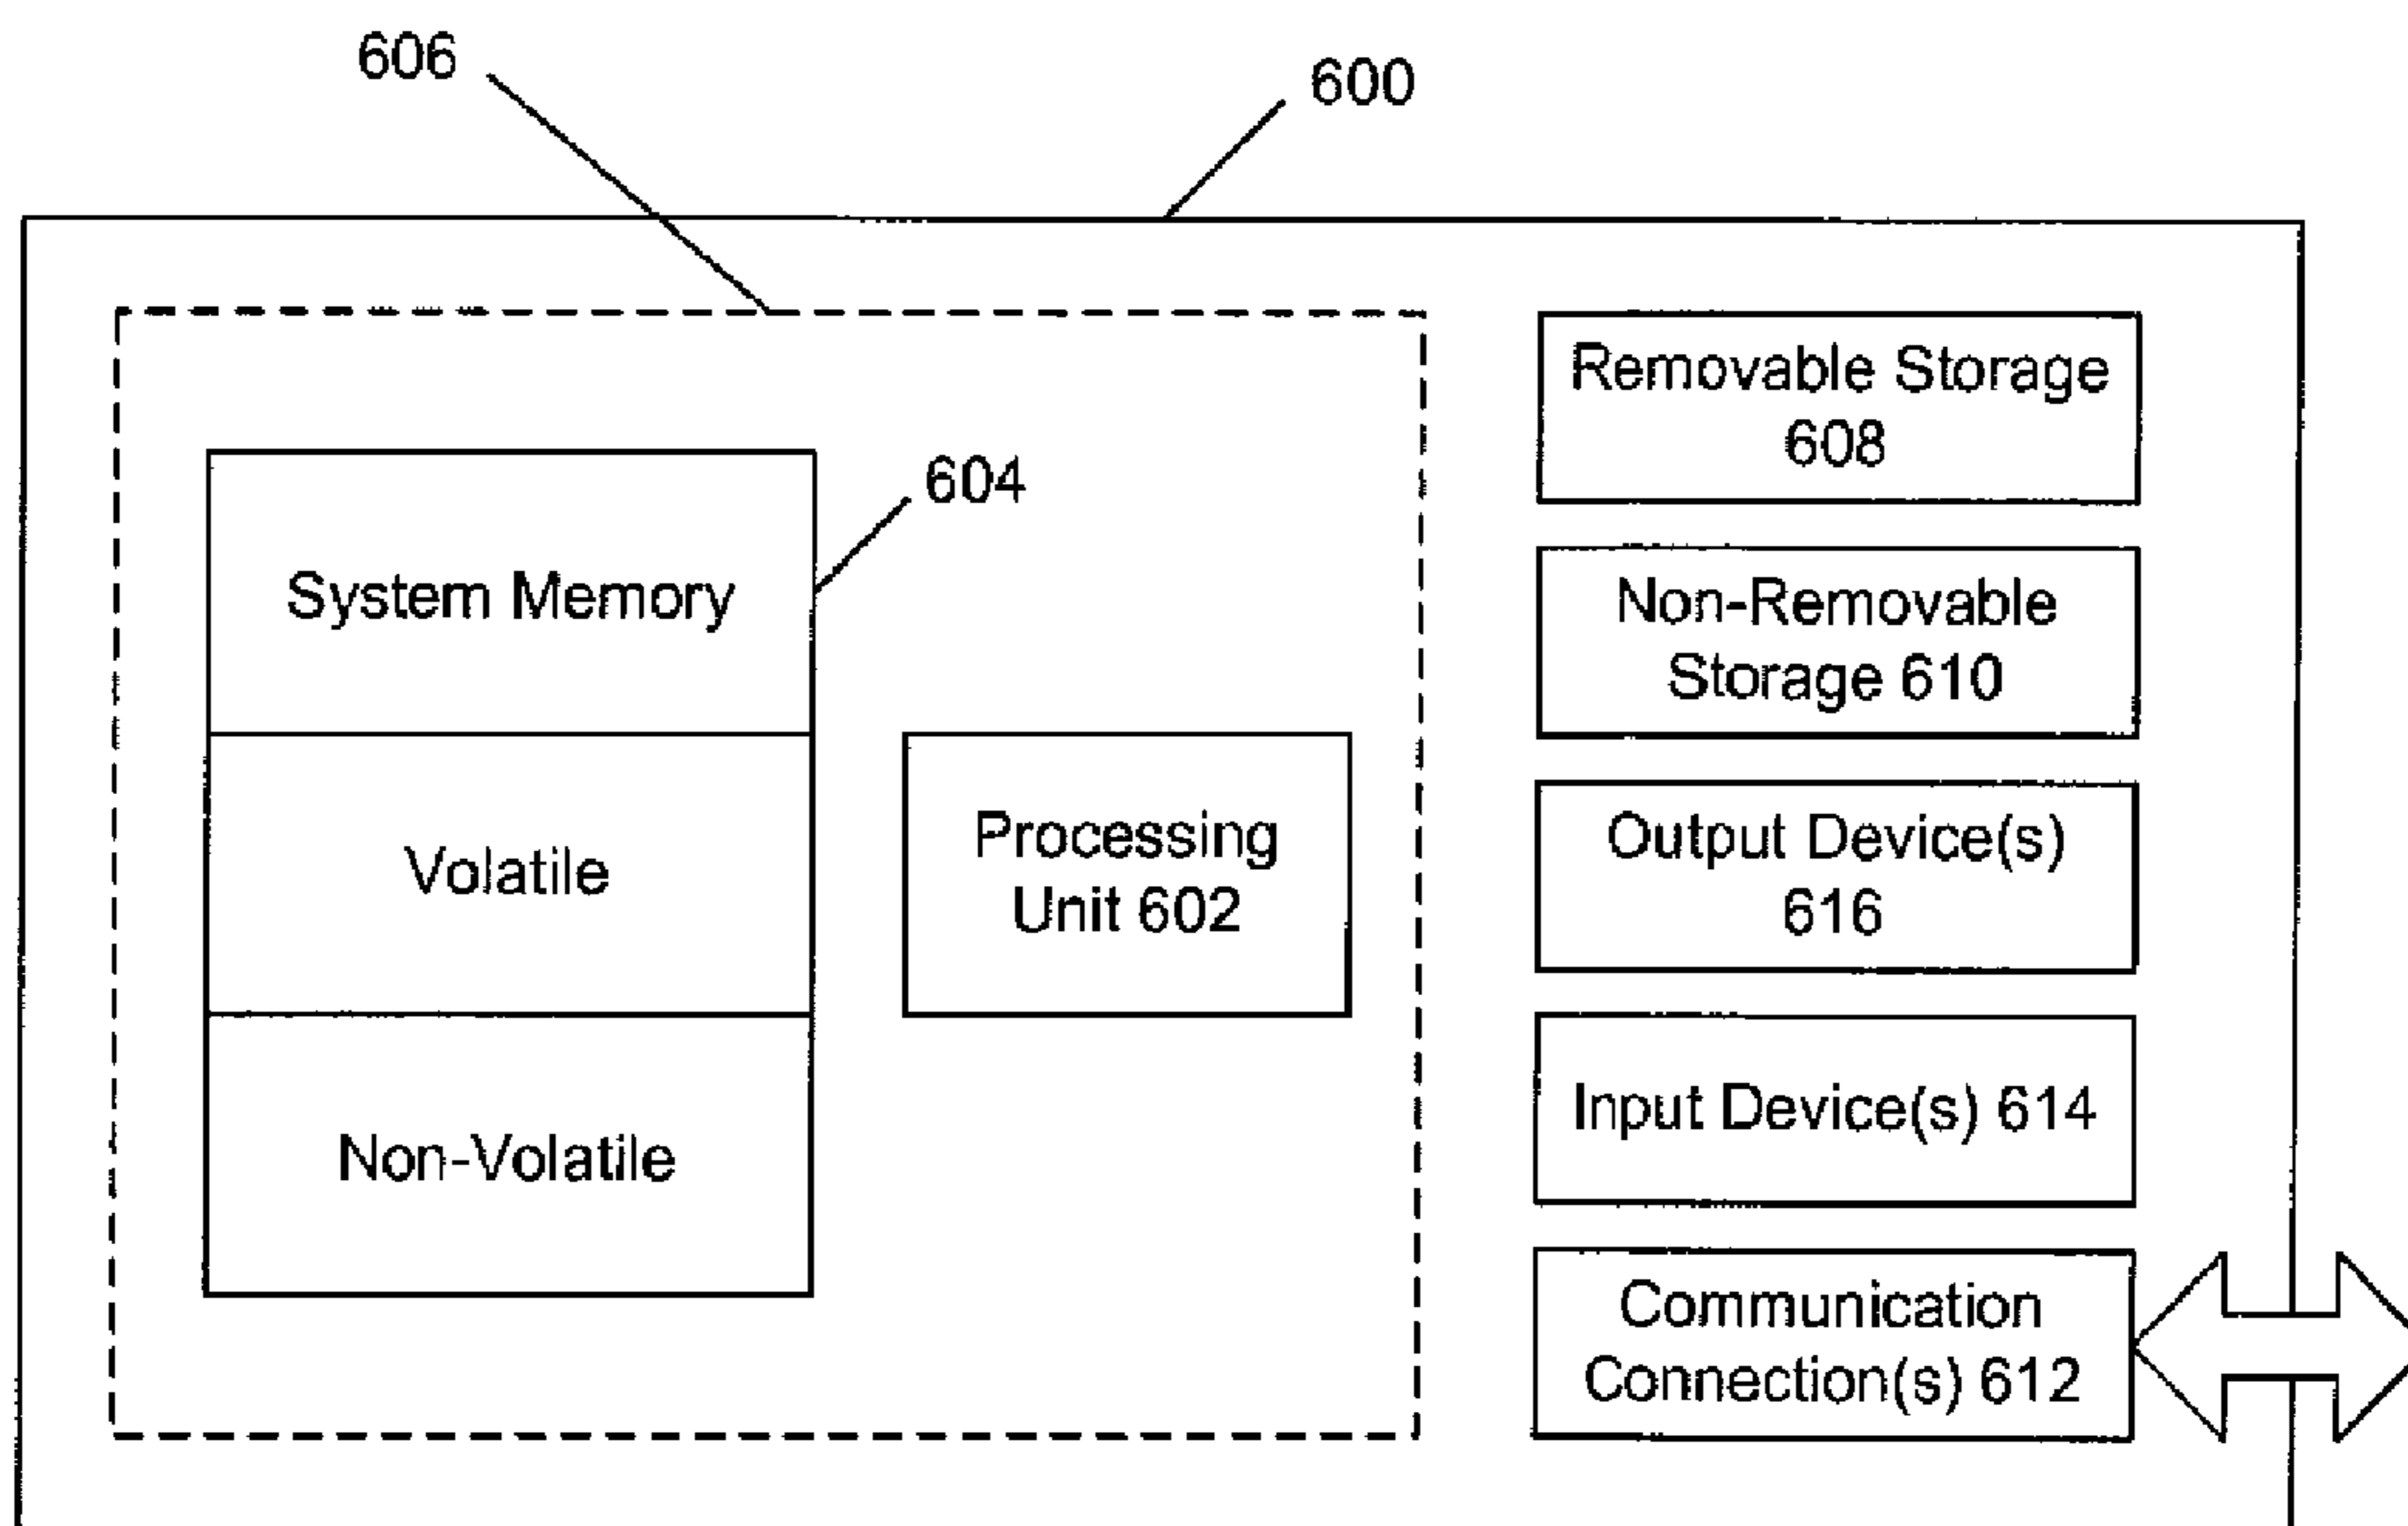 606
600
Removable Storage
608
604
System Memory
Non-Removable
Storage 610
Volatile
Processing
Unit 602
Output Device(s)
616
Input Device(s) 614
Non-Volatile
Communication
Connection(s) 612